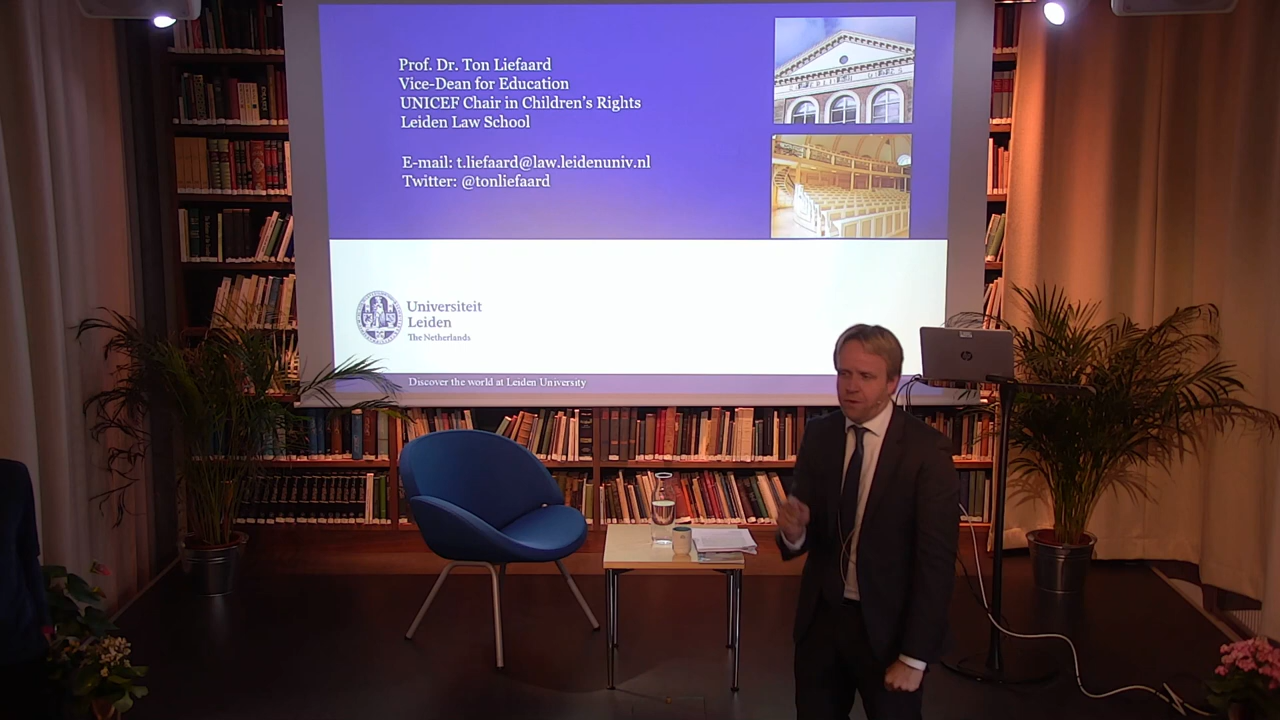 Prof. Dr. Ton Liefaard
Vice-Dean for Education
UNICEF Chair in Children's Rights
Leiden Law School
E-mail: t.liefaard@law.leidenuniv.nl
Twitter: @tonliefaard
Universiteit
Leiden
The Netherlands
Discover the world at Leiden University
hp